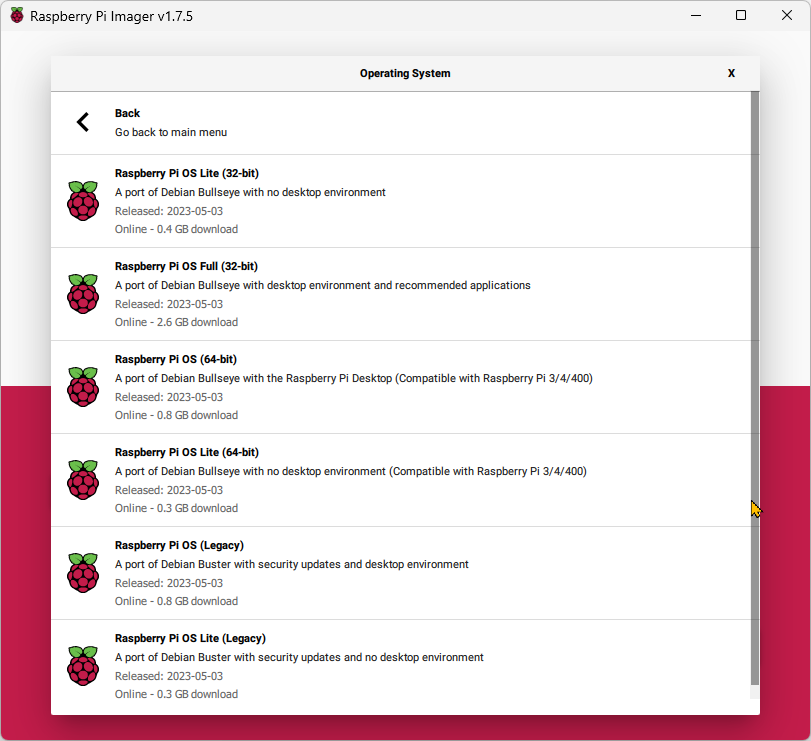 Raspberry Pi Imager v1.7.5
Operating System
X
Back
Go back to main menu
Raspberry Pi OS Lite (32-bit)
A port of Debian Bullseye with no desktop environment
Released: 2023-05-03
Online - 0.4 GB download
Raspberry Pi OS Full (32-bit)
A port of Debian Bullseye with desktop environment and recommended applications
Released: 2023-05-03
Online - 2.6 GB download
Raspberry Pi OS (64-bit)
A port of Debian Bullseye with the Raspberry Pi Desktop (Compatible with Raspberry Pi 3/4/400)
Released: 2023-05-03
Online - 0.8 GB download
Raspberry Pi OS Lite (64-bit)
A port of Debian Bullseye with no desktop environment (Compatible with Raspberry Pi 3/4/400)
Released: 2023-05-03
Online - 0.3 GB download
Raspberry Pi OS (Legacy)
A port of Debian Buster with security updates and desktop environment
Released: 2023-05-03
Online - 0.8 GB download
Raspberry Pi OS Lite (Legacy)
A port of Debian Buster with security updates and no desktop environment
Released: 2023-05-03
Online - 0.3 GB download